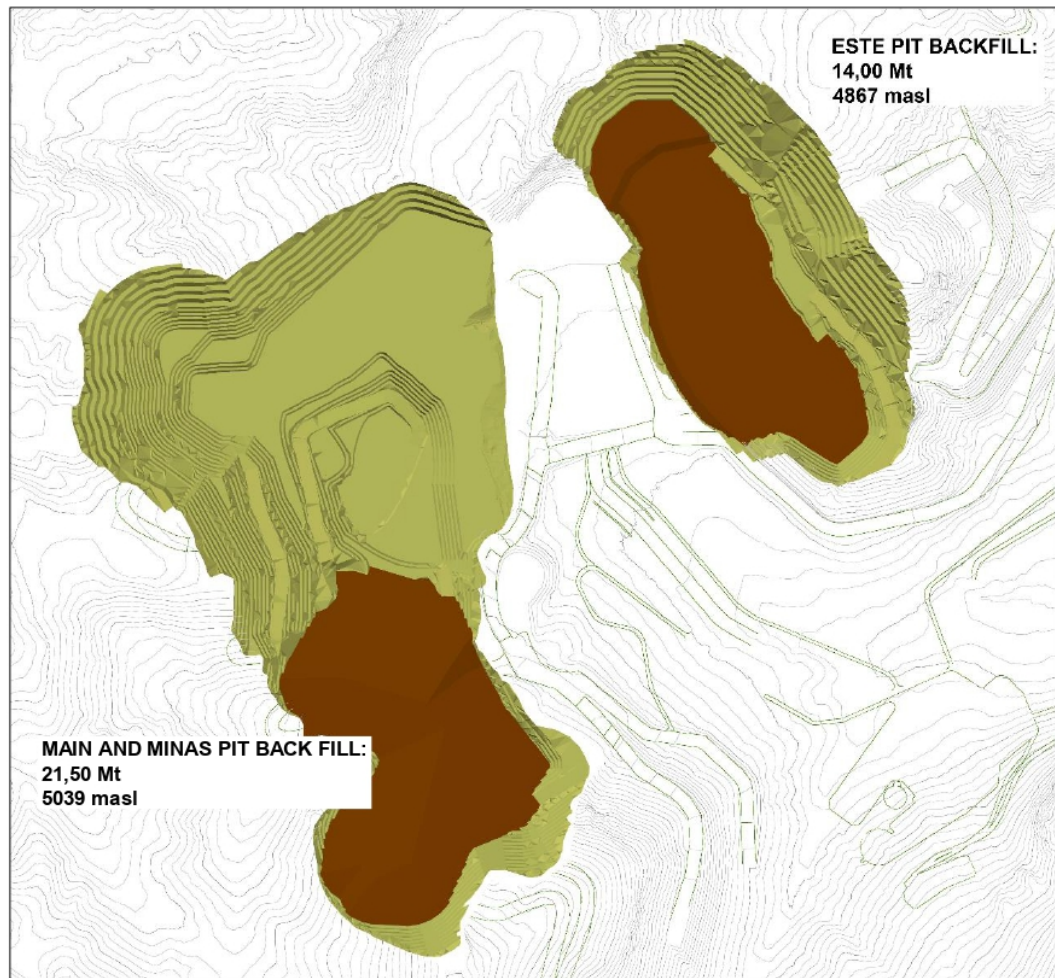 ESTE PIT BACKFILL:
14,00 Mt
4867 masl
MAIN AND MINAS PIT BACK FILL:
21,50 Mt
5039 masl